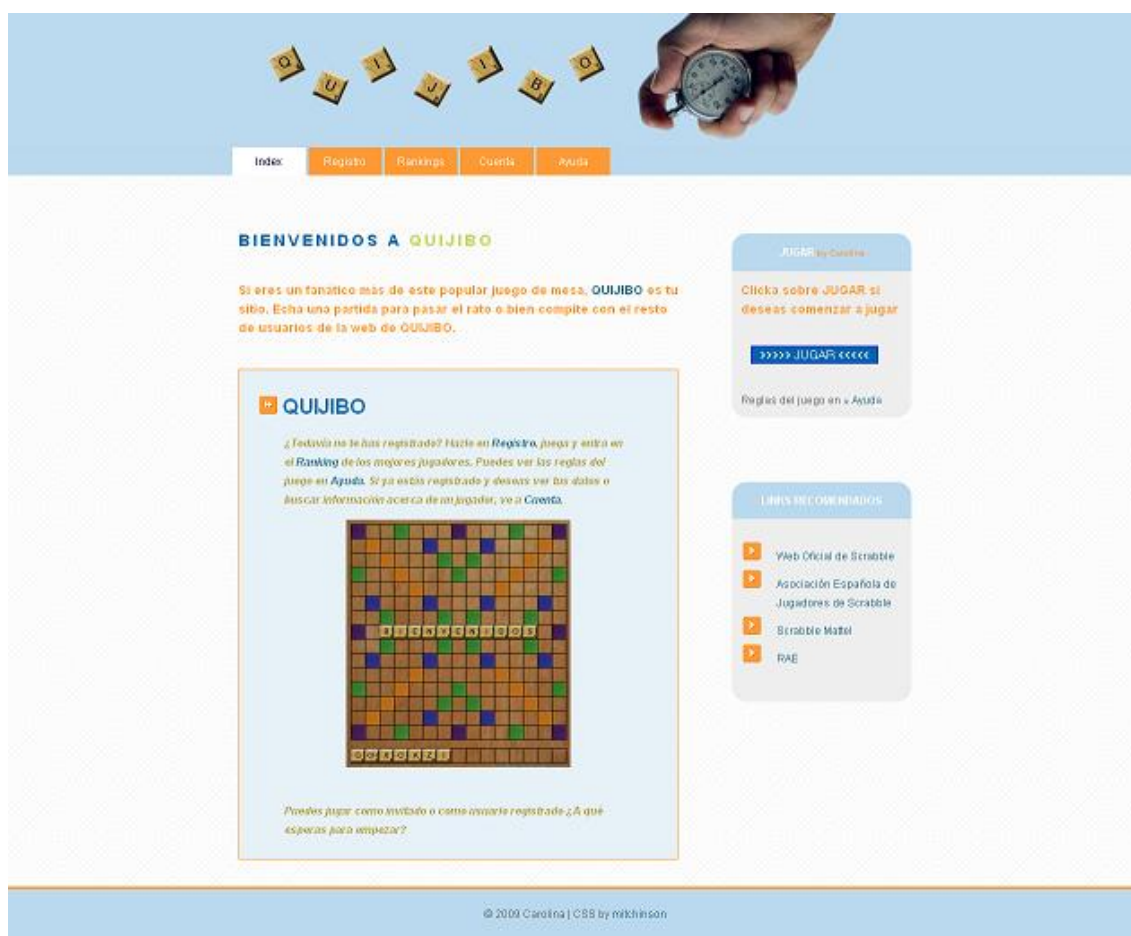 QUIJIBO
Index Registro Rankings Cuenta Ayuda
BIENVENIDOS A QUIJIBO
Si eres un fanatico más de este popular juego de mesa, QUIJIBO es tu
sitio. Echa una partida para pasar el rato o bien compite con el resto
de usuarios de la web de QUIJIBO.
QUIJIBO
¿Todavía no te has registrado? Hazlo en Registro, juega y entra en
el Ranking de los mejores jugadores. Puedes ver las reglas del
juego en Ayuda. Si ya estás registrado y deseas ver tus datos o
buscar información acerca de un jugador, ve a Cuenta.
BIENVENIDOS
Puedes jugar como invitado o como usuario registrado ¿A qué
esperas para empezar?
JUGAR by Carolina
Clicka sobre JUGAR si
deseas comenzar a jugar
>>>>> JUGAR <<<<<
Reglas del juego en » Ayuda
LINKS RECOMENDADOS
Web Oficial de Scrabble
Asociación Española de
Jugadores de Scrabble
Scrabble Mattel
RAE
© 2009 Carolina | CSS by mitchinson